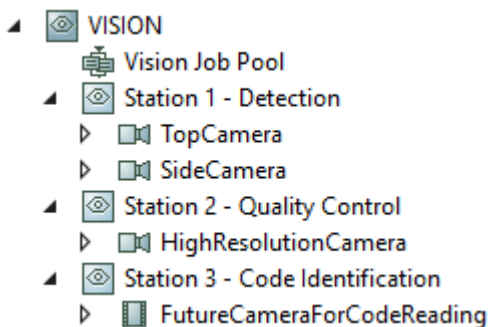 VISION
Vision Job Pool
Station 1 - Detection
TopCamera
SideCamera
Station 2 - Quality Control
HighResolutionCamera
Station 3 - Code Identification
FutureCameraForCodeReading